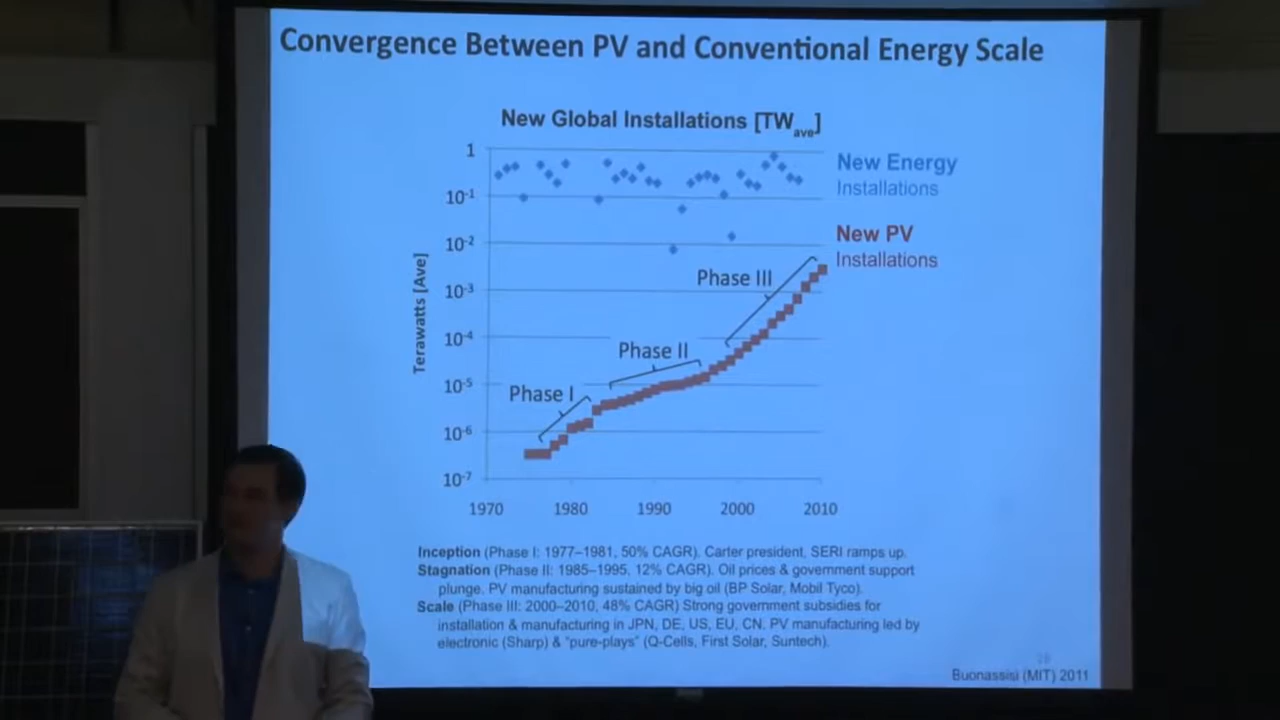 Convergence Between PV and Conventional Energy Scale
New Global Installations [TWave]
1
10-1
10-2
10-3
10-4
10-5
10-6
10-7
Terawatts [Ave]
1970 1980 1990 2000 2010
New Energy
Installations
New PV
Installations
Phase III
Phase II
Phase I
Inception (Phase I: 1977–1981, 50% CAGR). Carter president, SERI ramps up.
Stagnation (Phase II: 1985–1995, 12% CAGR). Oil prices & government support
plunge. PV manufacturing sustained by big oil (BP Solar, Mobil Tyco).
Scale (Phase III: 2000–2010, 48% CAGR) Strong government subsidies for
installation & manufacturing in JPN, DE, US, EU, CN. PV manufacturing led by
electronic (Sharp) & "pure-plays" (Q-Cells, First Solar, Suntech).
Buonassisi (MIT) 2011